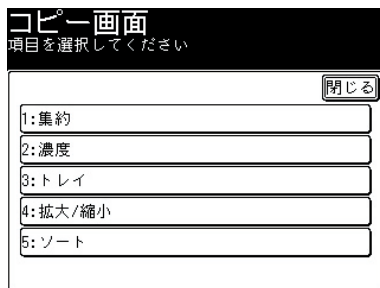 コピー画面
項目を選択してください
閉じる
1:集約
2:濃度
3:トレイ
4:拡大/縮小
5:ソート